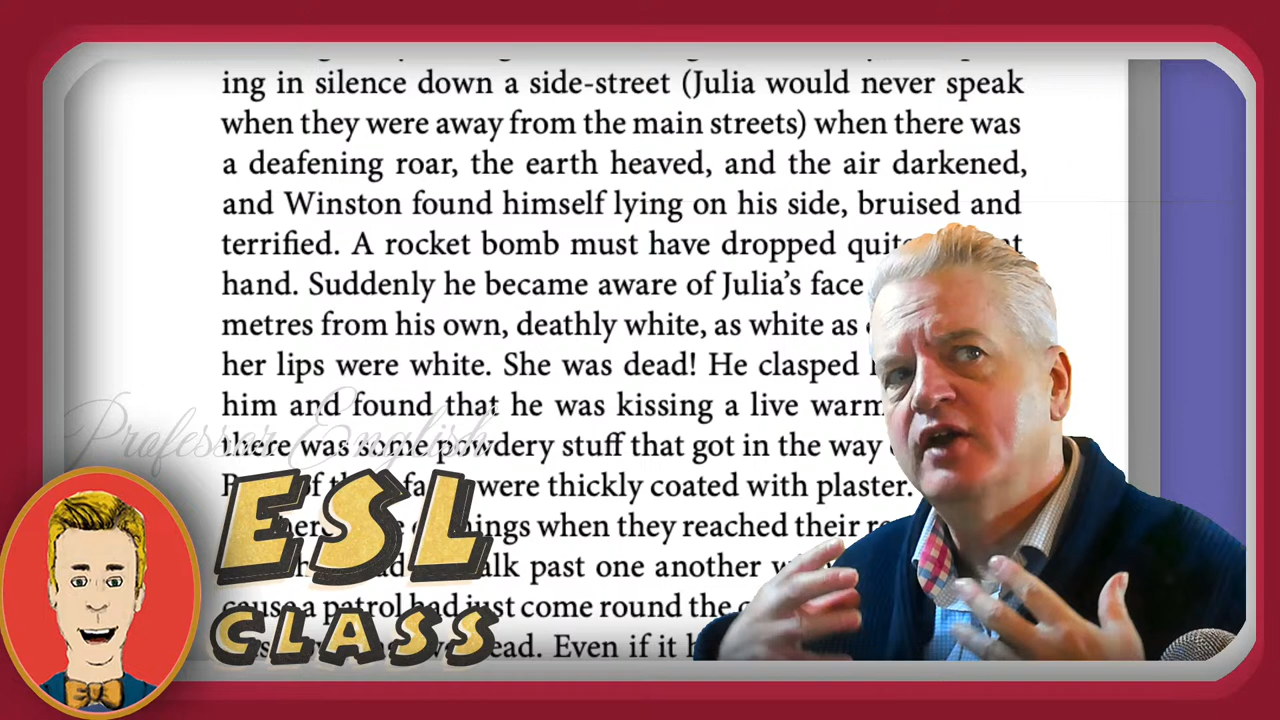 ing in silence down a side-street (Julia would never speak
when they were away from the main streets) when there was
a deafening roar, the earth heaved, and the air darkened,
and Winston found himself lying on his side, bruised and
terrified. A rocket bomb must have dropped quite
hand. Suddenly he became aware of Julia’s face
metres from his own, deathly white, as white as
her lips were white. She was dead! He clasped
him and found that he was kissing a live warm
there was some powdery stuff that got in the way
were thickly coated with plaster.
when they reached their
past one another
cause a patrol had just come round the
Even if it
Professor English
ESL
CLASS